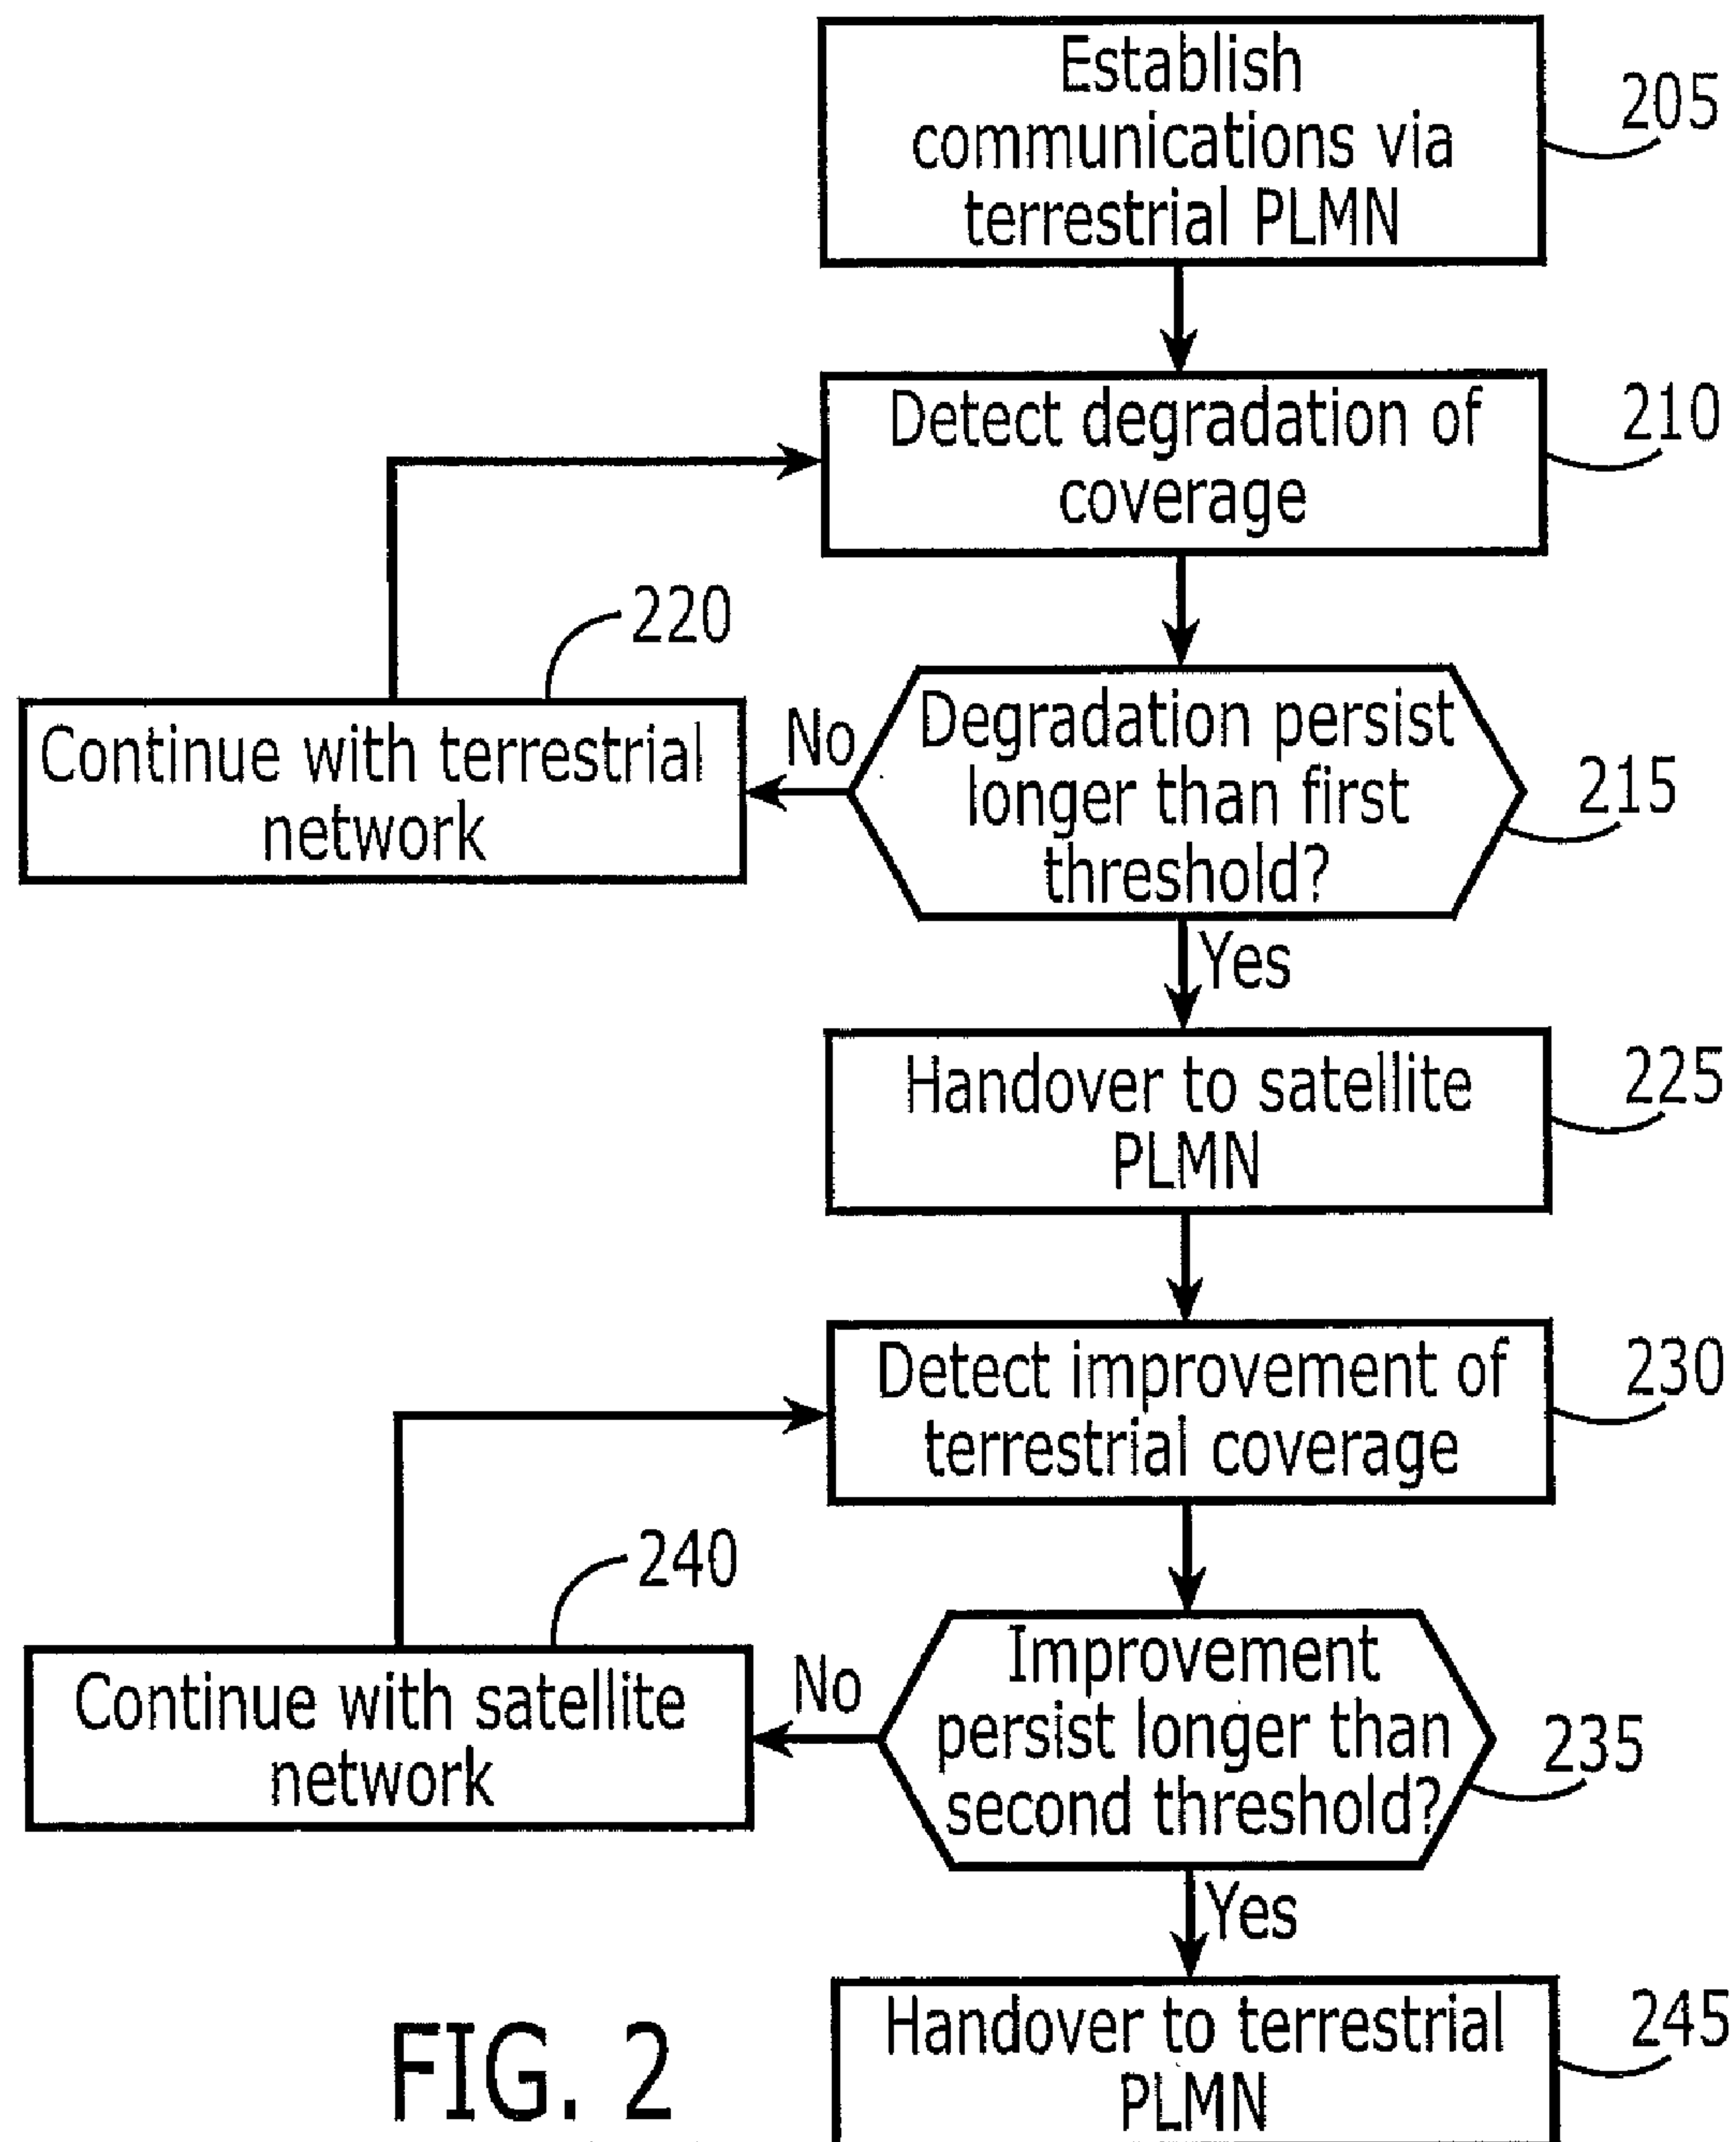 Establish
communications via
terrestrial PLMN
205
Detect degradation of
coverage
210
220
Continue with terrestrial
network
No
Degradation persist
longer than first
threshold?
215
Yes
Handover to satellite
PLMN
225
Detect improvement of
terrestrial coverage
230
240
Continue with satellite
network
No
Improvement
persist longer than
second threshold?
235
Yes
Handover to terrestrial
PLMN
245
FIG. 2